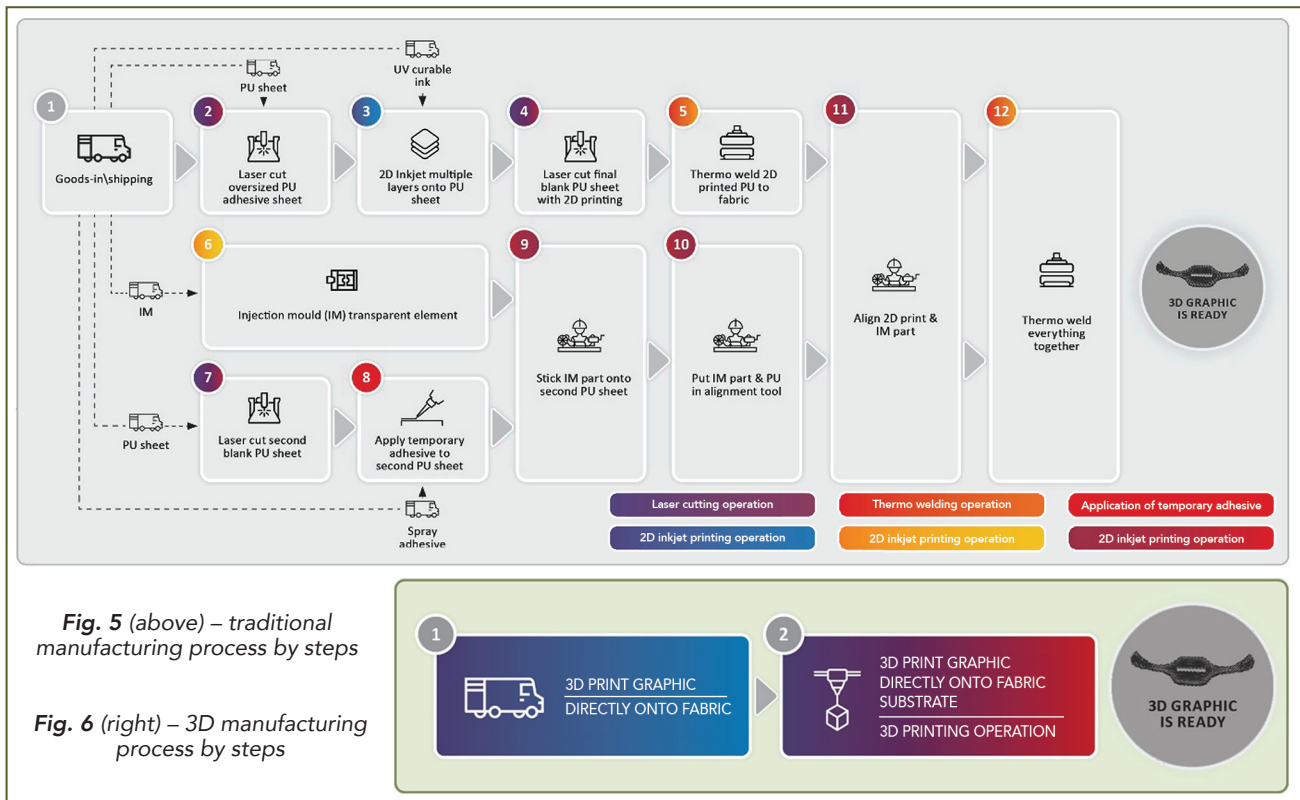 UV curable
ink
PU sheet
1
Goods-in\shipping
2
Laser cut
oversized PU
adhesive sheet
3
2D Inkjet multiple
layers onto PU
sheet
4
Laser cut final
blank PU sheet
with 2D printing
5
Thermo weld 2D
printed PU to
fabric
11
Align 2D print &
IM part
12
Thermo weld
everything
together
3D GRAPHIC
IS READY
IM
6
Injection mould (IM) transparent element
9
Stick IM part onto
second PU sheet
10
Put IM part & PU
in alignment tool
PU sheet
7
Laser cut second
blank PU sheet
8
Apply temporary
adhesive to
second PU sheet
Spray
adhesive
Laser cutting operation
Thermo welding operation
Application of temporary adhesive
2D inkjet printing operation
2D inkjet printing operation
2D inkjet printing operation
Fig. 5 (above) – traditional
manufacturing process by steps
Fig. 6 (right) – 3D manufacturing
process by steps
1
3D PRINT GRAPHIC
DIRECTLY ONTO FABRIC
2
3D PRINT GRAPHIC
DIRECTLY ONTO FABRIC
SUBSTRATE
3D PRINTING OPERATION
3D GRAPHIC
IS READY